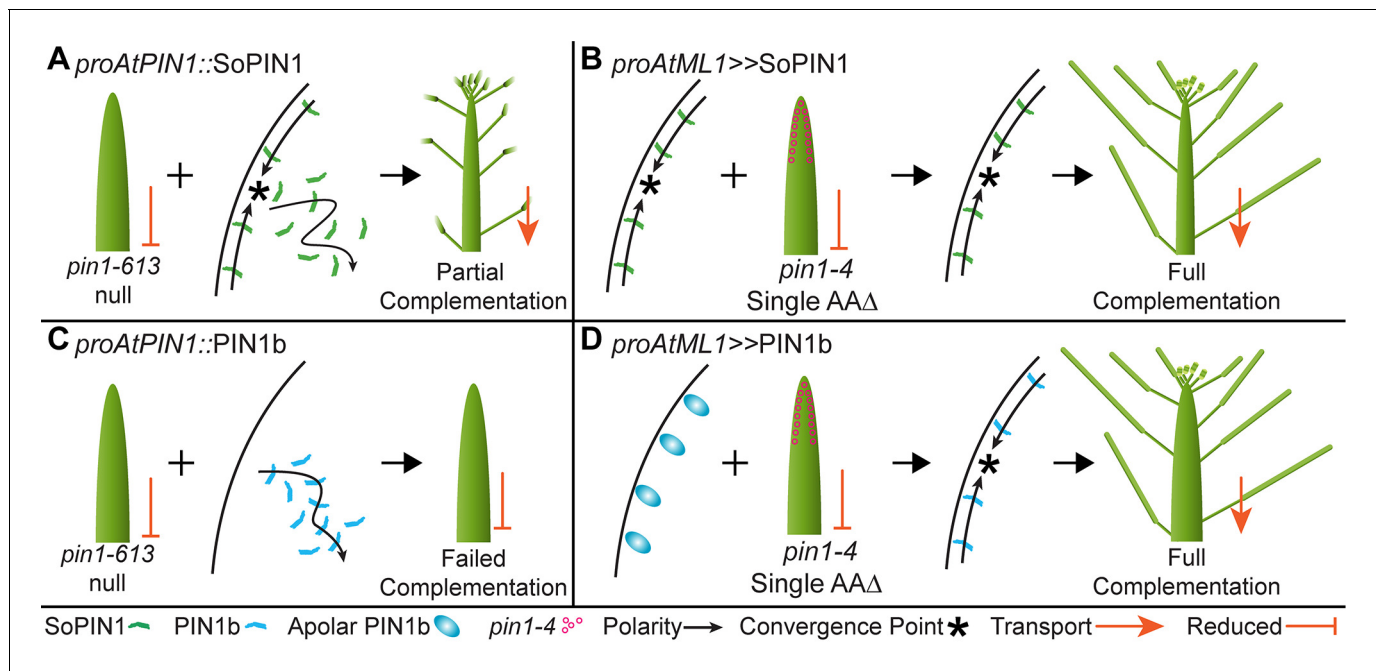 A proAtPIN1::SoPIN1
+
*
pin1-613
null
Partial
Complementation
B proAtML1>>SoPIN1
*
+
*
pin1-4
Single AAΔ
Full
Complementation
C proAtPIN1::PIN1b
+
pin1-613
null
Failed
Complementation
D proAtML1>>PIN1b
+
*
pin1-4
Single AAΔ
Full
Complementation
SoPIN1 PIN1b Apolar PIN1b pin1-4 Polarity Convergence Point * Transport Reduced